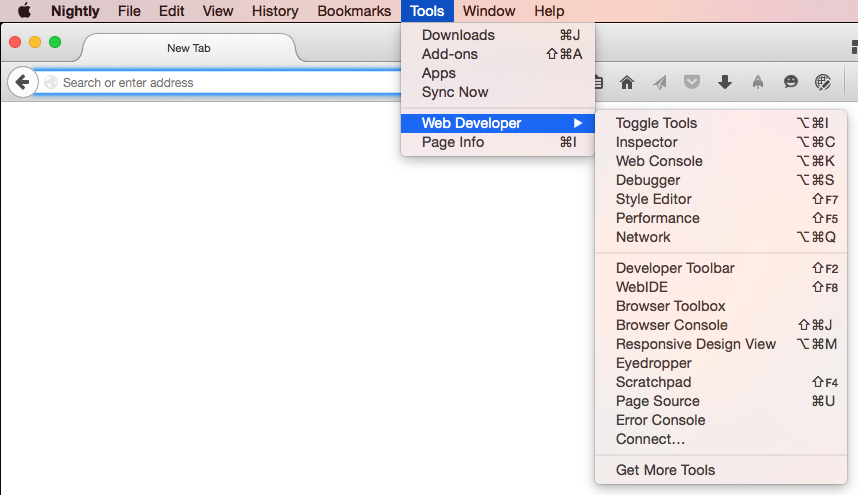 Nightly File Edit View History Bookmarks Tools Window Help
New Tab
Search or enter address
Downloads ⌘J
Add-ons ⇧⌘A
Apps
Sync Now
Web Developer ▶
Page Info ⌘I
Toggle Tools ⌥⌘I
Inspector ⌥⌘C
Web Console ⌥⌘K
Debugger ⌥⌘S
Style Editor ⇧F7
Performance ⇧F5
Network ⌥⌘Q
Developer Toolbar ⇧F2
WebIDE ⇧F8
Browser Toolbox
Browser Console ⇧⌘J
Responsive Design View ⌥⌘M
Eyedropper
Scratchpad ⇧F4
Page Source ⌘U
Error Console
Connect...
Get More Tools